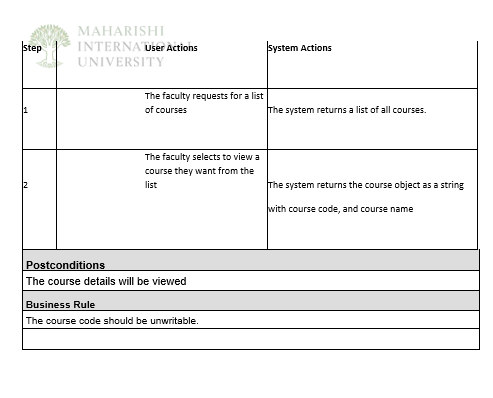 MAHARISHI
INTERNATIONAL
UNIVERSITY
Step User Actions System Actions
1 The faculty requests for a list
of courses
The system returns a list of all courses.
2 The faculty selects to view a
course they want from the
list
The system returns the course object as a string
with course code, and course name
Postconditions
The course details will be viewed
Business Rule
The course code should be unwritable.